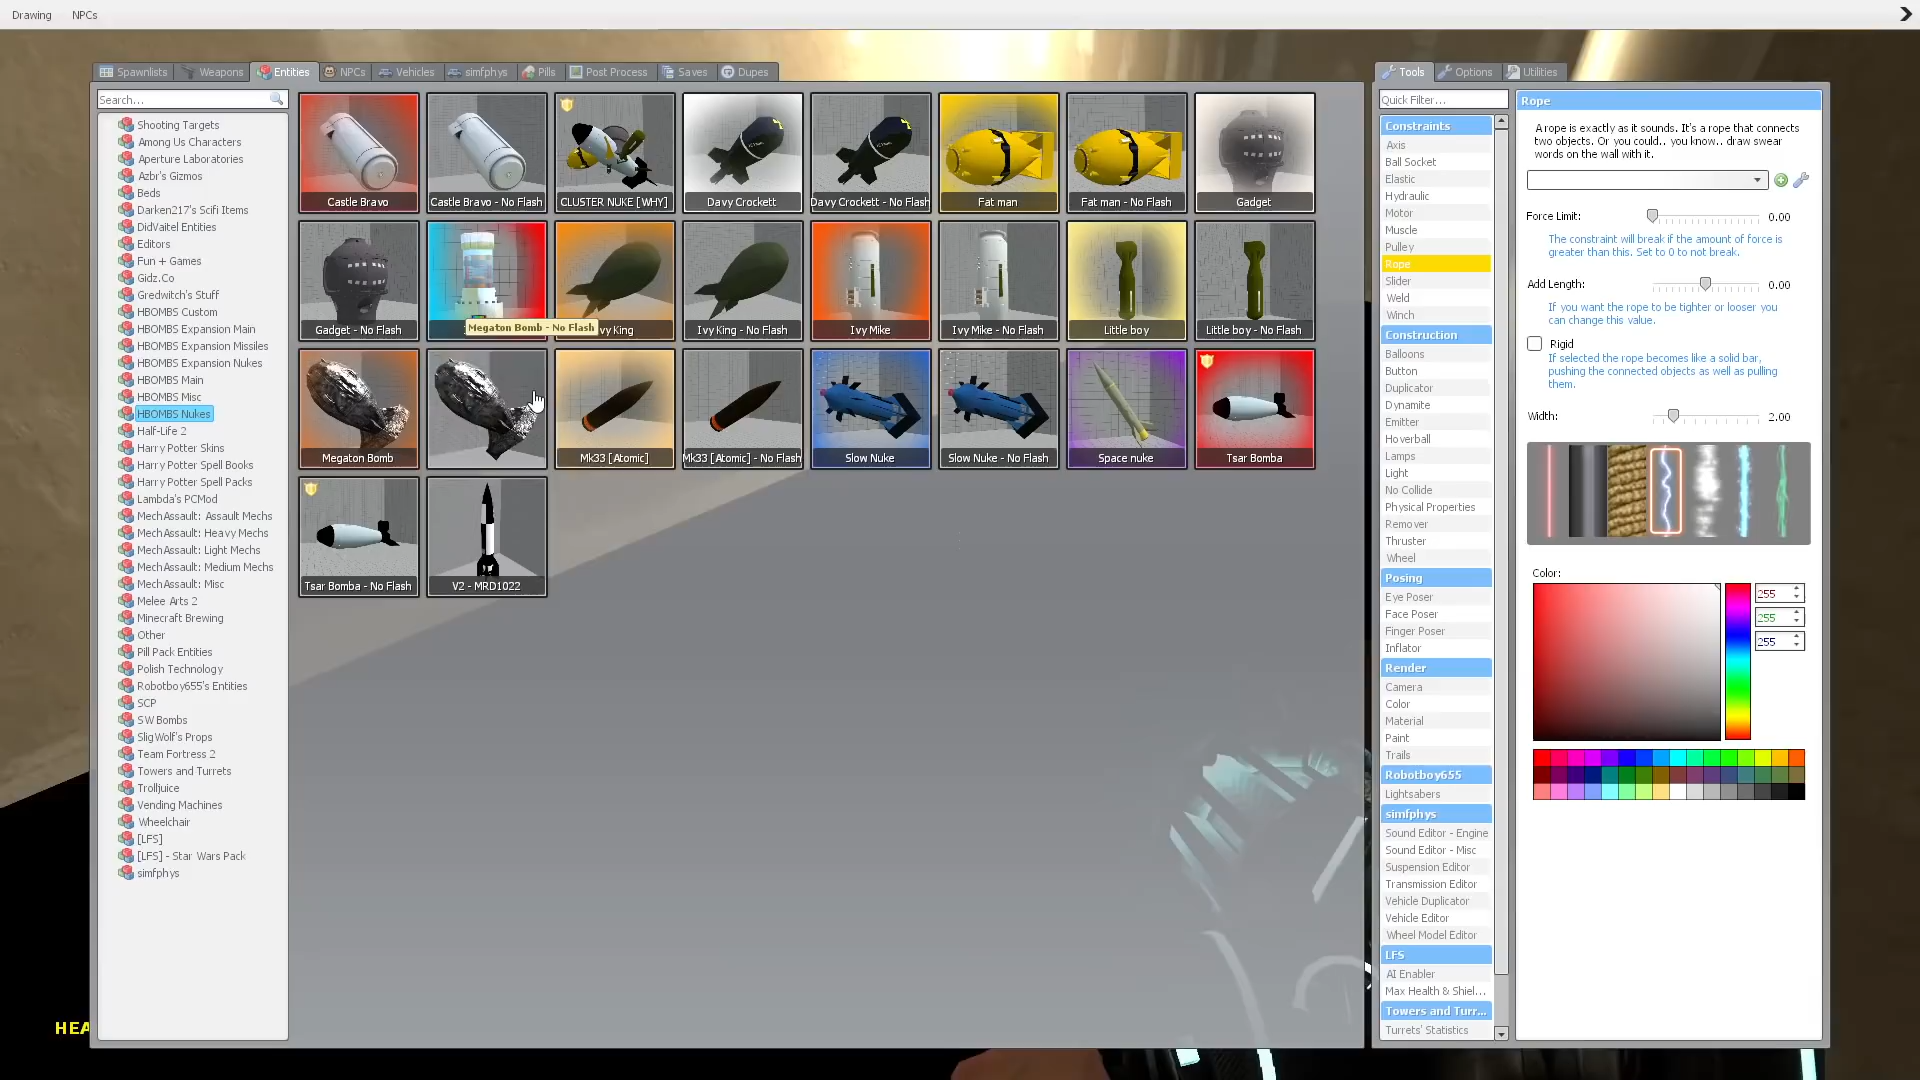 Drawing NPCs
Spawnlists Weapons Entities NPCs Vehicles simfphys Pills Post Process Saves Dupes
Search...
Shooting Targets
Among Us Characters
Aperture Laboratories
Azbr's Gizmos
Beds
Darken217's Scifi Items
DidVaitel Entities
Editors
Fun + Games
Gidz.Co
Gredwitch's Stuff
HBOMBS Custom
HBOMBS Expansion Main
HBOMBS Expansion Missiles
HBOMBS Expansion Nukes
HBOMBS Main
HBOMBS Misc
HBOMBS Nukes
Half-Life 2
Harry Potter Skins
Harry Potter Spell Books
Harry Potter Spell Packs
Lambda's PCMod
MechAssault: Assault Mechs
MechAssault: Heavy Mechs
MechAssault: Light Mechs
MechAssault: Medium Mechs
MechAssault: Misc
Melee Arts 2
Minecraft Brewing
Other
Pill Pack Entities
Polish Technology
Robotboy655's Entities
SCP
SW Bombs
SligWolf's Props
Team Fortress 2
Towers and Turrets
Trolljuice
Vending Machines
Wheelchair
[LFS]
[LFS] - Star Wars Pack
simfphys
HEA
Castle Bravo
Castle Bravo - No Flash
CLUSTER NUKE [WHY]
Davy Crockett
Davy Crockett - No Flash
Fat man
Fat man - No Flash
Gadget
Gadget - No Flash
Megaton Bomb - No Flash
vy King
Ivy King - No Flash
Ivy Mike
Ivy Mike - No Flash
Little boy
Little boy - No Flash
Megaton Bomb
Mk33 [Atomic]
Mk33 [Atomic] - No Flash
Slow Nuke
Slow Nuke - No Flash
Space nuke
Tsar Bomba
Tsar Bomba - No Flash
V2 - MRD1022
Tools Options Utilities
Quick Filter...
Constraints
Axis
Ball Socket
Elastic
Hydraulic
Motor
Muscle
Pulley
Rope
Slider
Weld
Winch
Construction
Balloons
Button
Duplicator
Dynamite
Emitter
Hoverball
Lamps
Light
No Collide
Physical Properties
Remover
Thruster
Wheel
Posing
Eye Poser
Face Poser
Finger Poser
Inflator
Render
Camera
Color
Material
Paint
Trails
Robotboy655
Lightsabers
simfphys
Sound Editor - Engine
Sound Editor - Misc
Suspension Editor
Transmission Editor
Vehicle Duplicator
Vehicle Editor
Wheel Model Editor
LFS
AI Enabler
Max Health & Shiel...
Towers and Turr...
Turrets' Statistics
Rope
A rope is exactly as it sounds. It's a rope that connects
two objects. Or you could.. you know.. draw swear
words on the wall with it.
Force Limit: 0.00
The constraint will break if the amount of force is
greater than this. Set to 0 to not break.
Add Length: 0.00
If you want the rope to be tighter or looser you
can change this value.
Rigid
If selected the rope becomes like a solid bar,
pushing the connected objects as well as pulling
them.
Width: 2.00
Color:
255
255
255